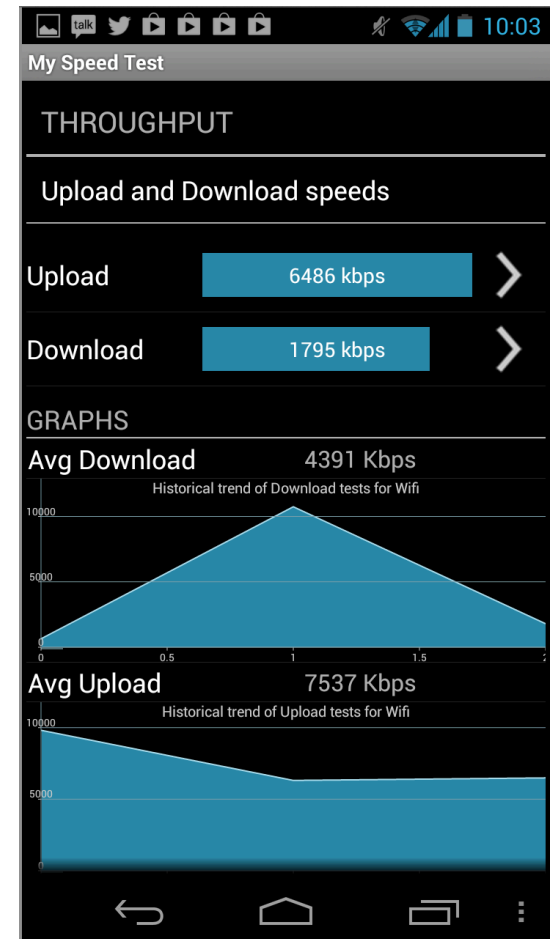 talk 10:03
My Speed Test
THROUGHPUT
Upload and Download speeds
Upload 6486 kbps
Download 1795 kbps
GRAPHS
Avg Download 4391 Kbps
Historical trend of Download tests for Wifi
10000
5000
0
0 0.5 1 1.5 2
Avg Upload 7537 Kbps
Historical trend of Upload tests for Wifi
10000
5000
0